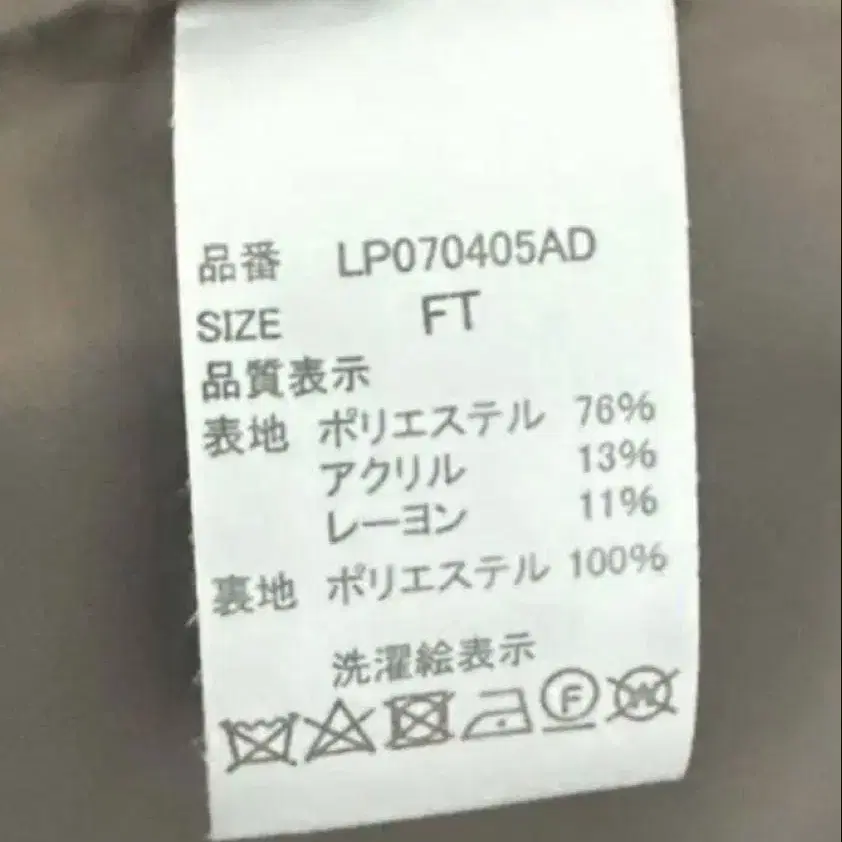 品番 LP070405AD
SIZE FT
品質表示
表地 ポリエステル 76%
アクリル 13%
レーヨン 11%
裏地 ポリエステル 100%
洗濯絵表示
F W